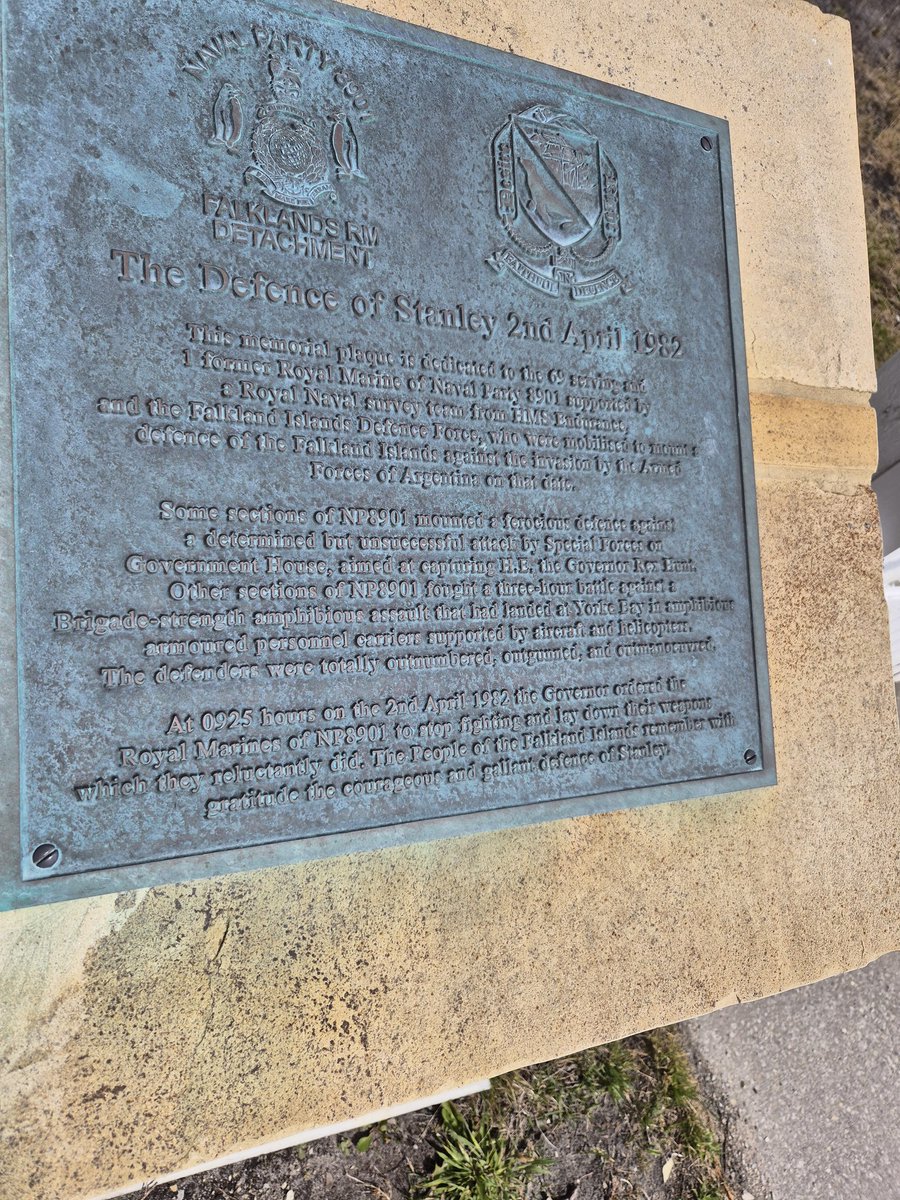 NAVAL PARTY 8901
FALKLANDS RM
DETACHMENT
FAITHFUL IN DEFENCE
The Defence of Stanley 2nd April 1982
This memorial plaque is dedicated to the 69 serving and
1 former Royal Marine of Naval Party 8901 supported by
a Royal Naval survey team from HMS Endurance,
and the Falkland Islands Defence Force, who were mobilised to mount a
defence of the Falkland Islands against the invasion by the Armed
Forces of Argentina on that date.
Some sections of NP8901 mounted a ferocious defence against
a determined but unsuccessful attack by Special Forces on
Government House, aimed at capturing H.E. the Governor Rex Hunt.
Other sections of NP8901 fought a three-hour battle against a
Brigade-strength amphibious assault that had landed at Yorke Bay in amphibious
armoured personnel carriers supported by aircraft and helicopters.
The defenders were totally outnumbered, outgunned, and outmanoeuvred.
At 0925 hours on the 2nd April 1982 the Governor ordered the
Royal Marines of NP8901 to stop fighting and lay down their weapons
which they reluctantly did. The People of the Falkland Islands remember with
gratitude the courageous and gallant defence of Stanley.